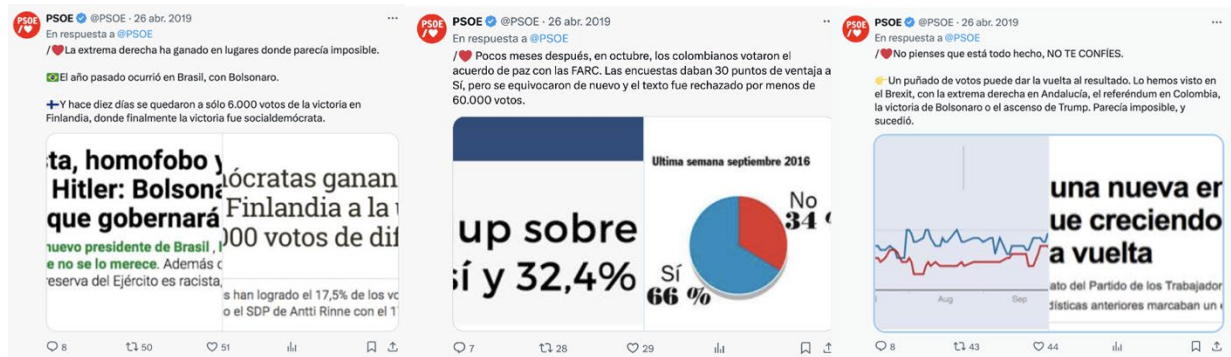 PSOE @PSOE · 26 abr. 2019
En respuesta a @PSOE
/❤️La extrema derecha ha ganado en lugares donde parecía imposible.
🇧🇷El año pasado ocurrió en Brasil, con Bolsonaro.
🇫🇮Y hace diez días se quedaron a sólo 6.000 votos de la victoria en
Finlandia, donde finalmente la victoria fue socialdemócrata.
ta, homofobo y
Hitler: Bolsona
que gobernará
nuevo presidente de Brasil,
e no se lo merece. Además
reserva del Ejército es racista,
ócratas ganan
Finlandia a la
000 votos de dif
s han logrado el 17,5% de los vo
o el SDP de Antti Rinne con el 1
8 50 51
PSOE @PSOE · 26 abr. 2019
En respuesta a @PSOE
/❤️ Pocos meses después, en octubre, los colombianos votaron el
acuerdo de paz con las FARC. Las encuestas daban 30 puntos de ventaja a
Sí, pero se equivocaron de nuevo y el texto fue rechazado por menos de
60.000 votos.
up sobre
sí y 32,4%
Ultima semana septiembre 2016
No
34
Sí
66 %
7 28 29
PSOE @PSOE · 26 abr. 2019
En respuesta a @PSOE
/❤️No pienses que está todo hecho, NO TE CONFÍES.
👉Un puñado de votos puede dar la vuelta al resultado. Lo hemos visto en
el Brexit, con la extrema derecha en Andalucía, el referéndum en Colombia,
la victoria de Bolsonaro o el ascenso de Trump. Parecía imposible, y
sucedió.
Aug Sep
una nueva er
ue creciendo
a vuelta
ato del Partido de los Trabajador
dísticas anteriores marcaban un
8 43 44